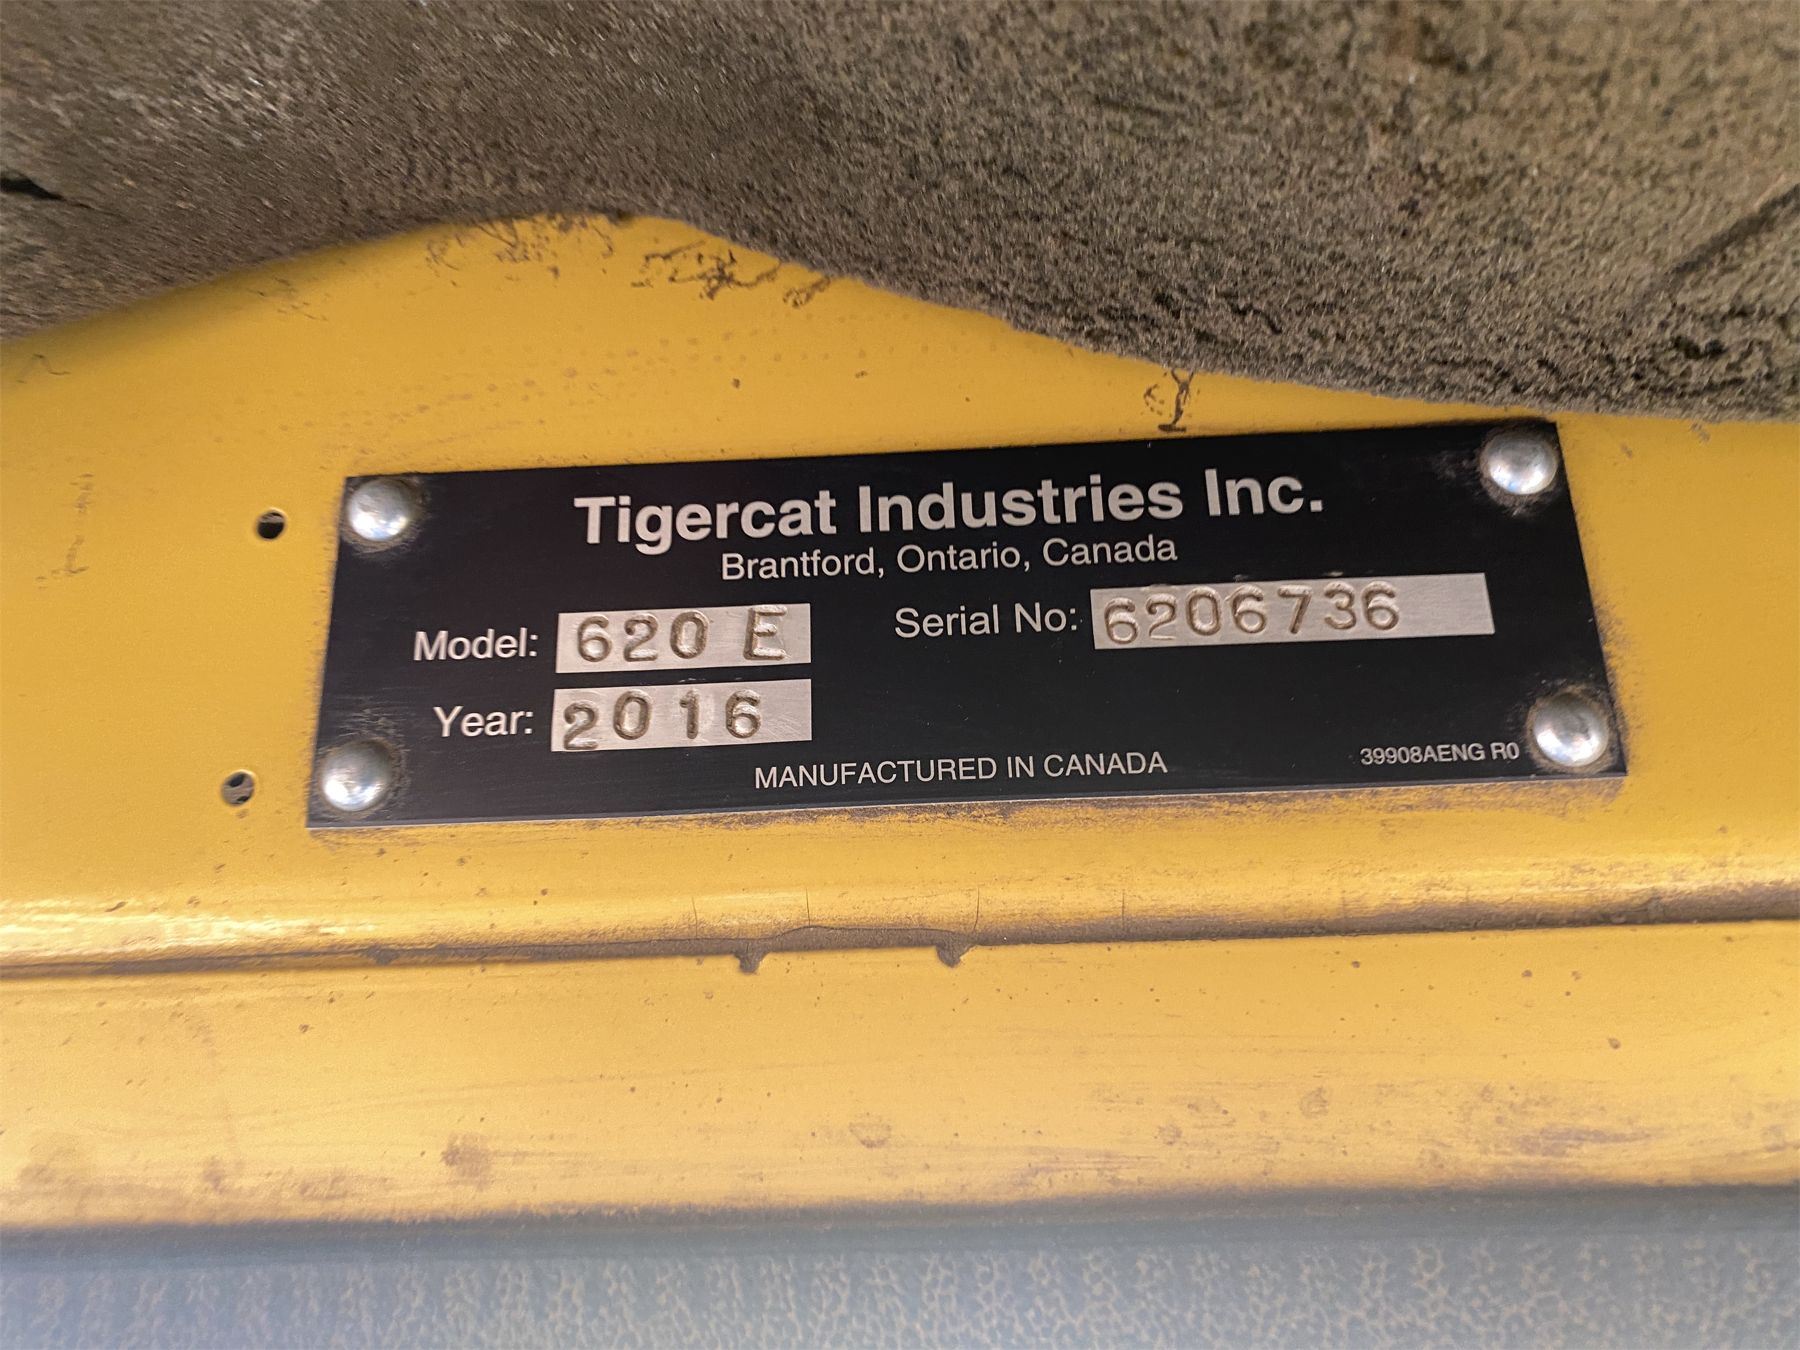 Tigercat Industries Inc.
Brantford, Ontario, Canada
Model: 620 E
Serial No: 6206736
Year: 2016
MANUFACTURED IN CANADA
39908AENG R0